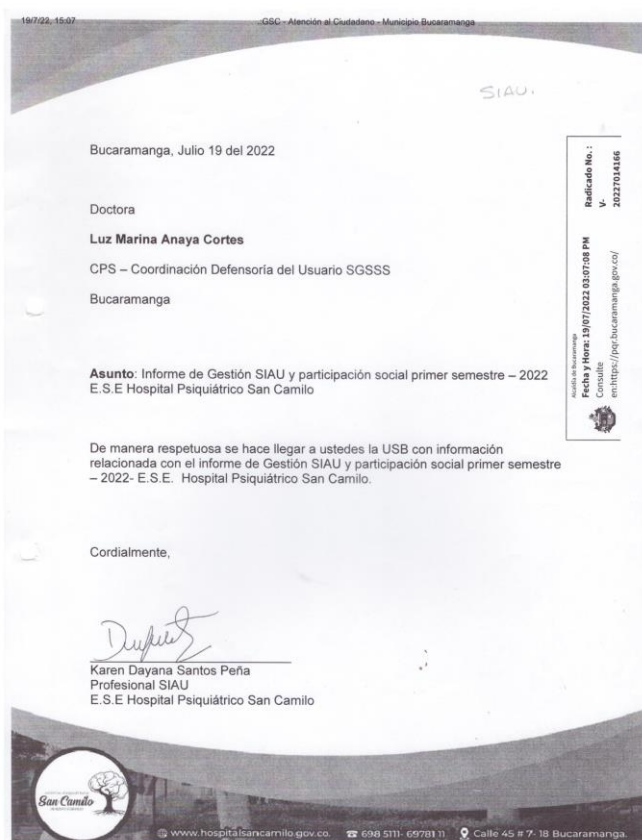 19/7/22, 15:07
.:GSC - Atención al Ciudadano - Municipio Bucaramanga
SIAU.
Bucaramanga, Julio 19 del 2022
Alcaldía de Bucaramanga
Fecha y Hora: 19/07/2022 03:07:08 PM
Consulte
en:https://pqr.bucaramanga.gov.co/
Radicado No. :
V-
20227014166
Doctora
Luz Marina Anaya Cortes
CPS – Coordinación Defensoría del Usuario SGSSS
Bucaramanga
Asunto: Informe de Gestión SIAU y participación social primer semestre – 2022
E.S.E Hospital Psiquiátrico San Camilo
De manera respetuosa se hace llegar a ustedes la USB con información
relacionada con el informe de Gestión SIAU y participación social primer semestre
– 2022- E.S.E. Hospital Psiquiátrico San Camilo.
Cordialmente,
Karen Dayana Santos Peña
Profesional SIAU
E.S.E Hospital Psiquiátrico San Camilo
San Camilo
www.hospitalsancamilo.gov.co.
698 5111- 69781 11
Calle 45 # 7- 18 Bucaramanga.